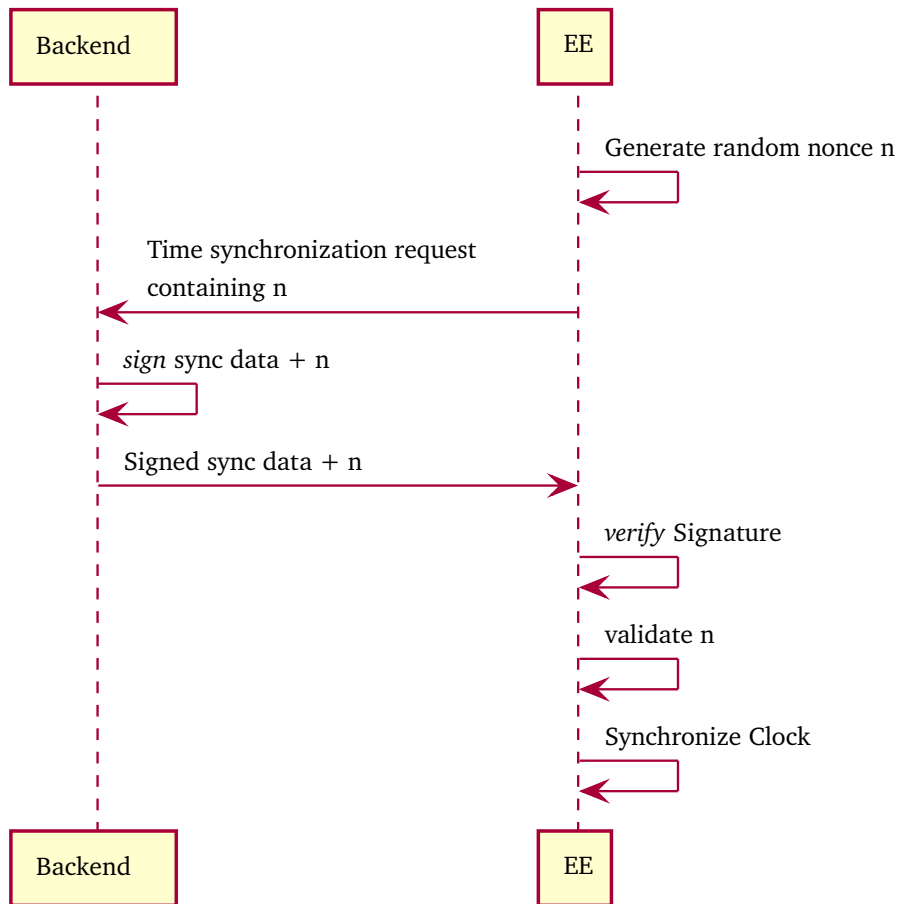 Backend
EE
Generate random nonce n
Time synchronization request
containing n
sign sync data + n
Signed sync data + n
verify Signature
validate n
Synchronize Clock
Backend
EE